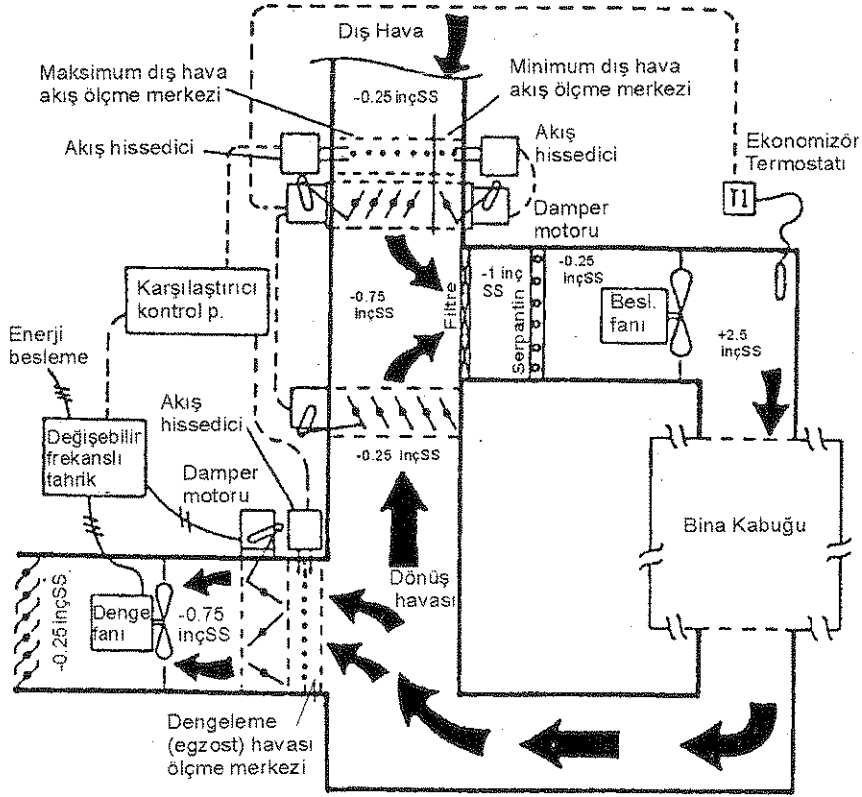 Dış Hava
Maksimum dış hava
akış ölçme merkezi
-0.25 inçSS
Minimum dış hava
akış ölçme merkezi
Akış hissedici
Akış
hissedici
Ekonomizör
Termostatı
T1
Damper
motoru
Karşılaştırıcı
kontrol p.
-0.75
inçSS
Filtre
-1 inç
SS
Serpantin
-0.25
inçSS
Besl.
fanı
+2.5
inçSS
Enerji
besleme
Akış
hissedici
Değişebilir
frekanslı
tahrik
Damper
motoru
-0.25 inçSS
Bina Kabuğu
Dönüş
havası
-0.25 inçSS
Denge
fanı
-0.75
inçSS
Dengeleme
(egzost) havası
ölçme merkezi